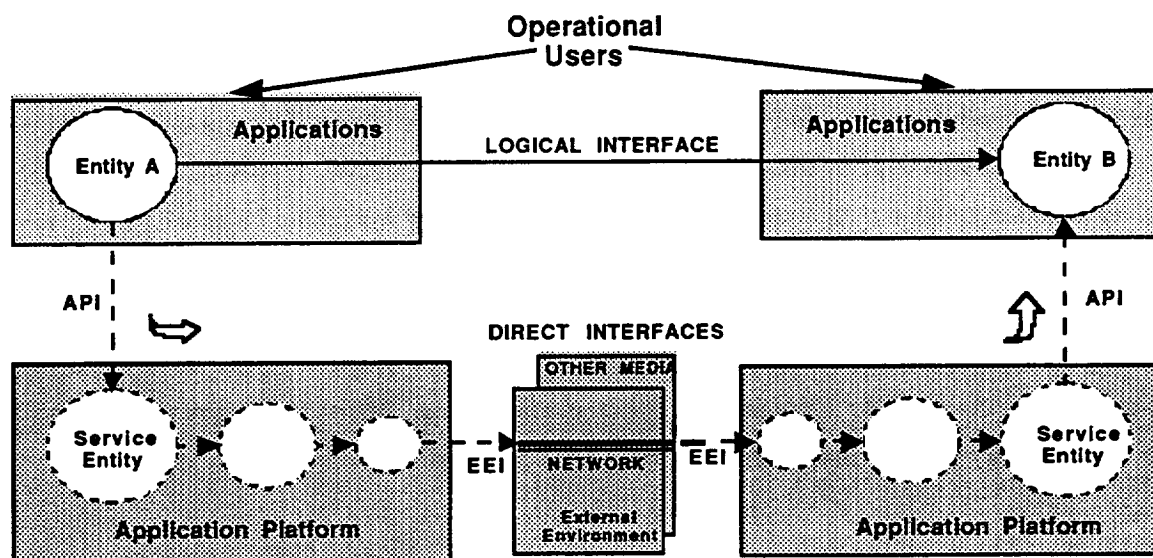 Operational
Users
Applications
Applications
Entity A
LOGICAL INTERFACE
Entity B
API
API
DIRECT INTERFACES
OTHER MEDIA
Service
Entity
EEI
NETWORK
EEI
Service
Entity
External
Environment
Application Platform
Application Platform